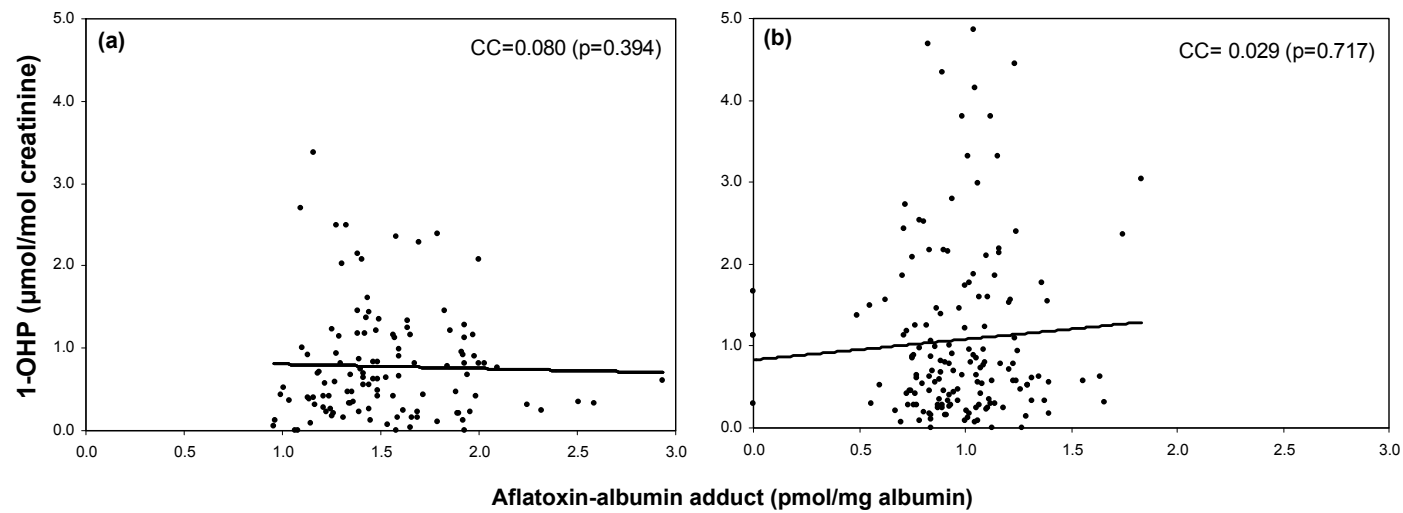 1-OHP (µmol/mol creatinine)
5.0
4.0
3.0
2.0
1.0
0.0
(a)
CC=0.080 (p=0.394)
0.0 0.5 1.0 1.5 2.0 2.5 3.0
5.0
4.0
3.0
2.0
1.0
0.0
(b)
CC= 0.029 (p=0.717)
0.0 0.5 1.0 1.5 2.0 2.5 3.0
Aflatoxin-albumin adduct (pmol/mg albumin)